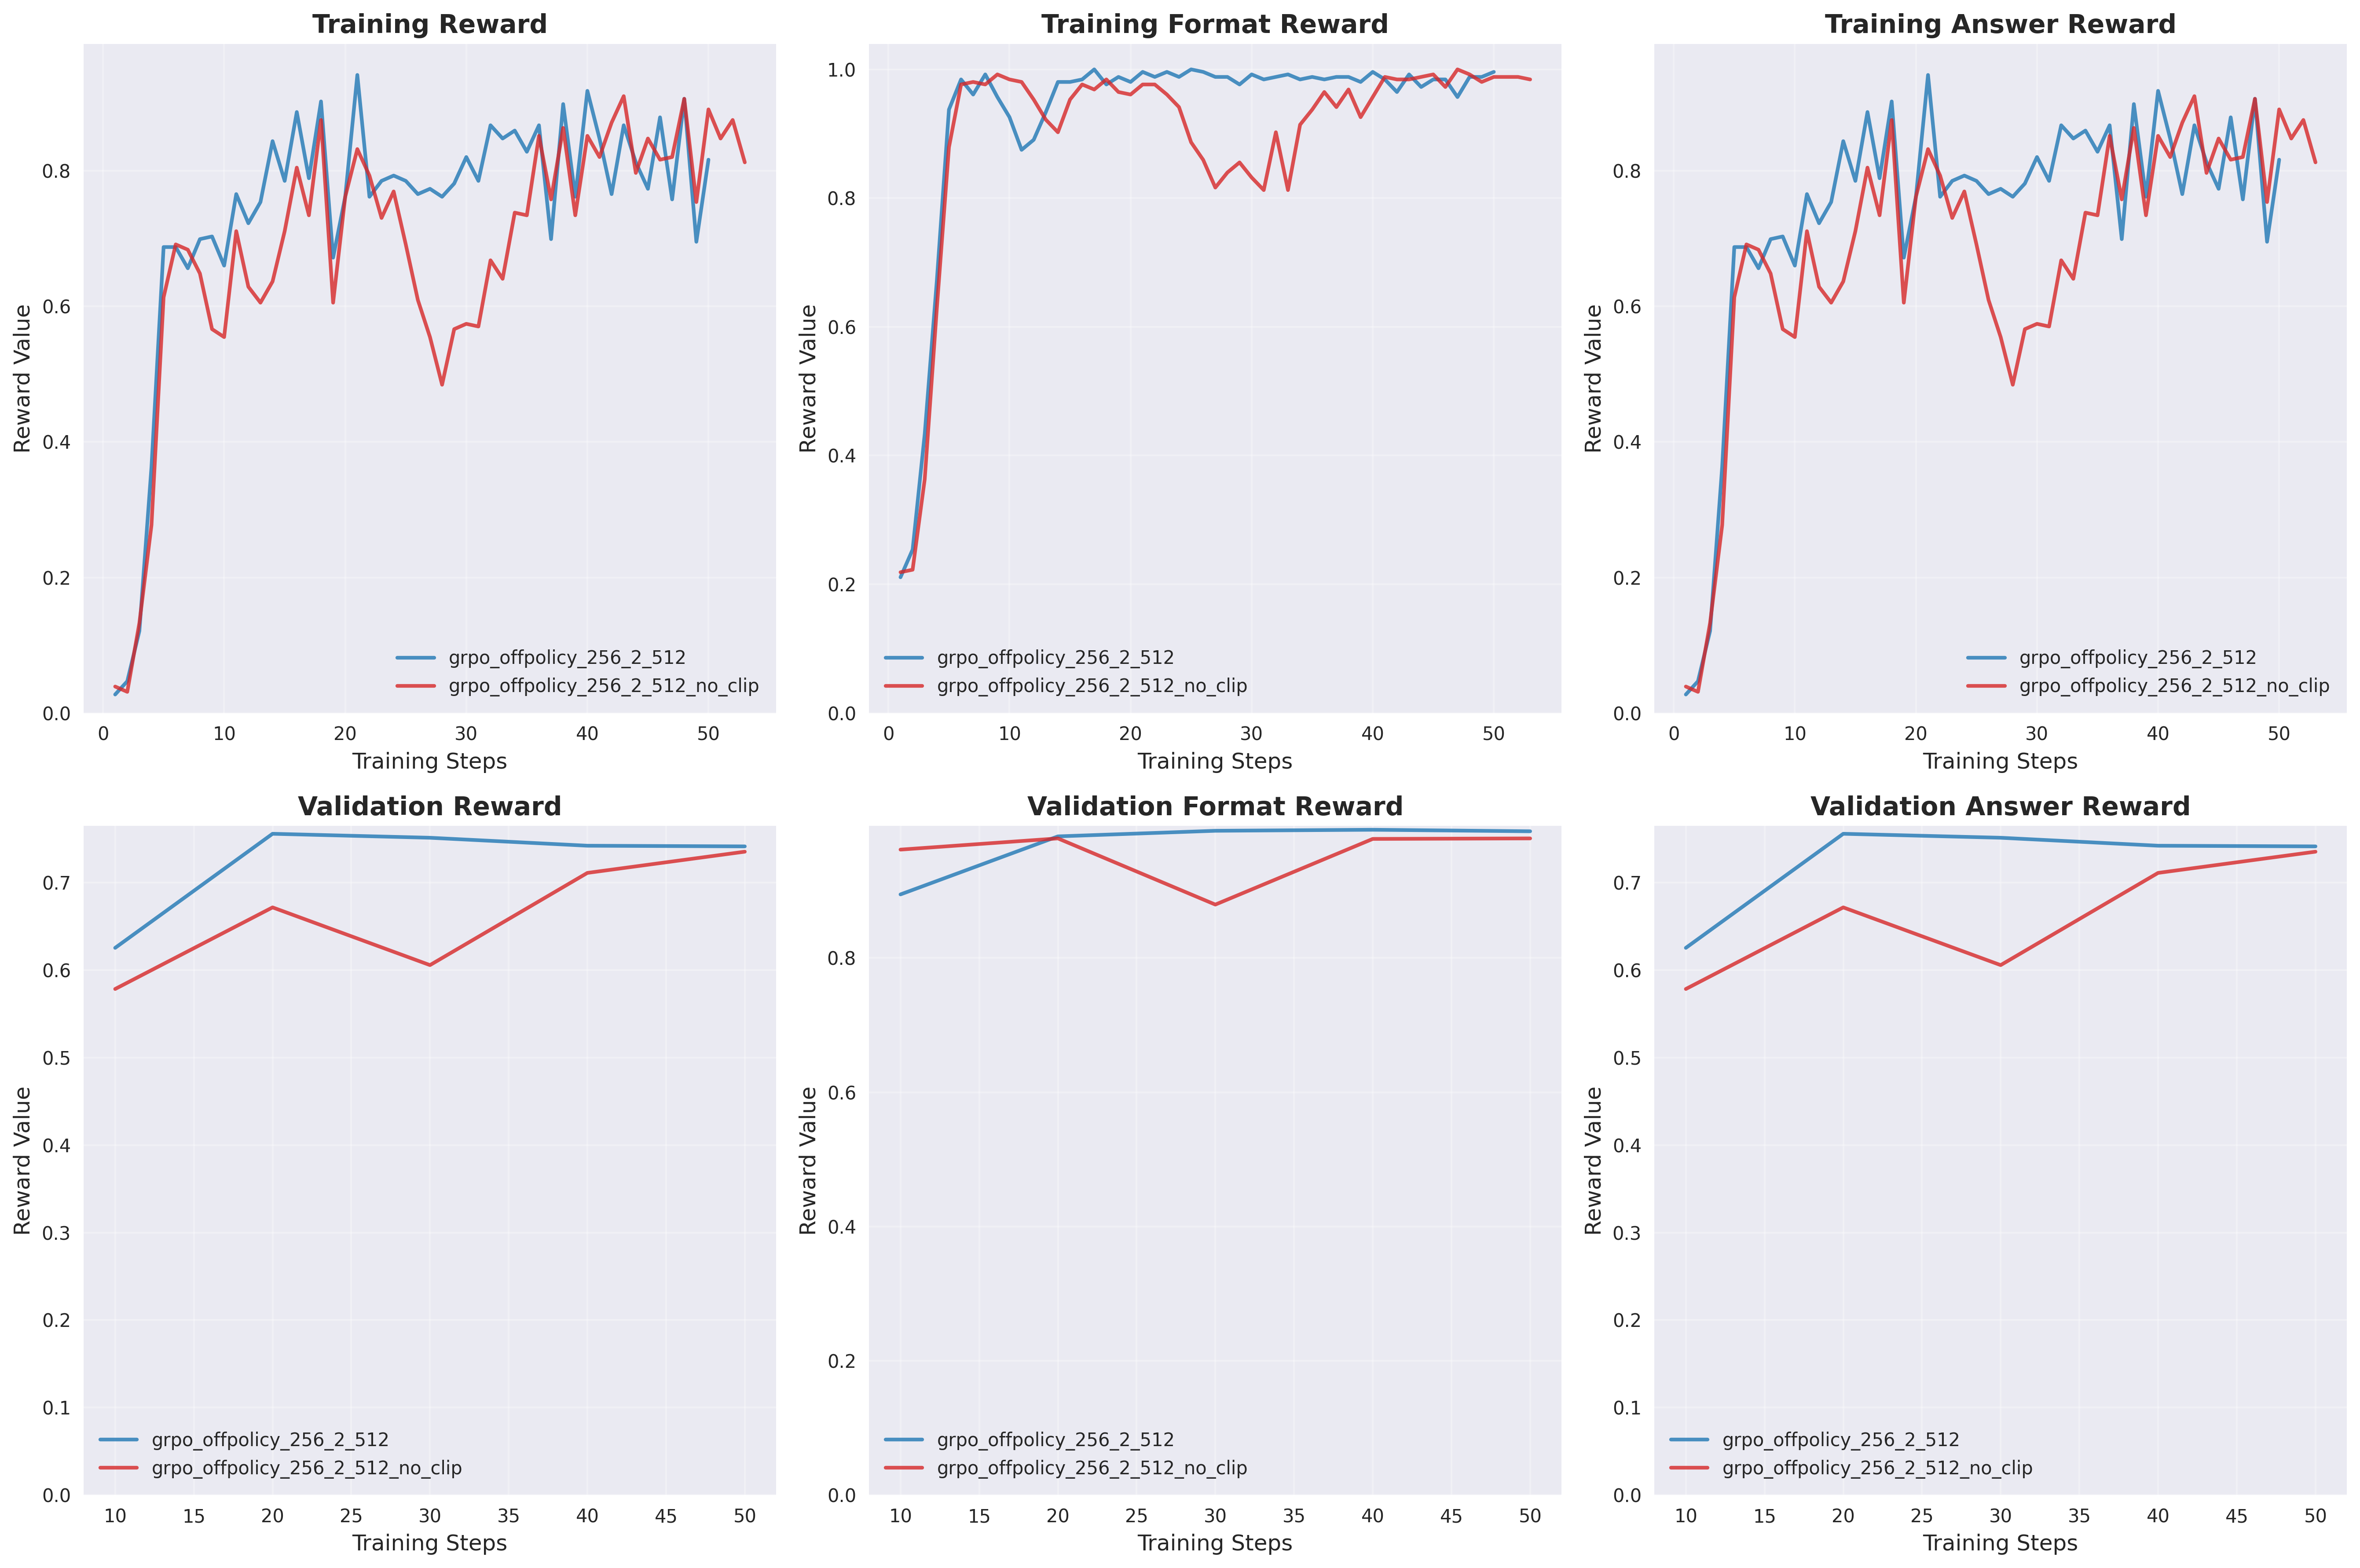 Training Reward
Reward Value
0.8
0.6
0.4
0.2
0.0
grpo_offpolicy_256_2_512
grpo_offpolicy_256_2_512_no_clip
0 10 20 30 40 50
Training Steps
Training Format Reward
Reward Value
1.0
0.8
0.6
0.4
0.2
0.0
grpo_offpolicy_256_2_512
grpo_offpolicy_256_2_512_no_clip
0 10 20 30 40 50
Training Steps
Training Answer Reward
Reward Value
0.8
0.6
0.4
0.2
0.0
grpo_offpolicy_256_2_512
grpo_offpolicy_256_2_512_no_clip
0 10 20 30 40 50
Training Steps
Validation Reward
Reward Value
0.7
0.6
0.5
0.4
0.3
0.2
0.1
0.0
grpo_offpolicy_256_2_512
grpo_offpolicy_256_2_512_no_clip
10 15 20 25 30 35 40 45 50
Training Steps
Validation Format Reward
Reward Value
0.8
0.6
0.4
0.2
0.0
grpo_offpolicy_256_2_512
grpo_offpolicy_256_2_512_no_clip
10 15 20 25 30 35 40 45 50
Training Steps
Validation Answer Reward
Reward Value
0.7
0.6
0.5
0.4
0.3
0.2
0.1
0.0
grpo_offpolicy_256_2_512
grpo_offpolicy_256_2_512_no_clip
10 15 20 25 30 35 40 45 50
Training Steps